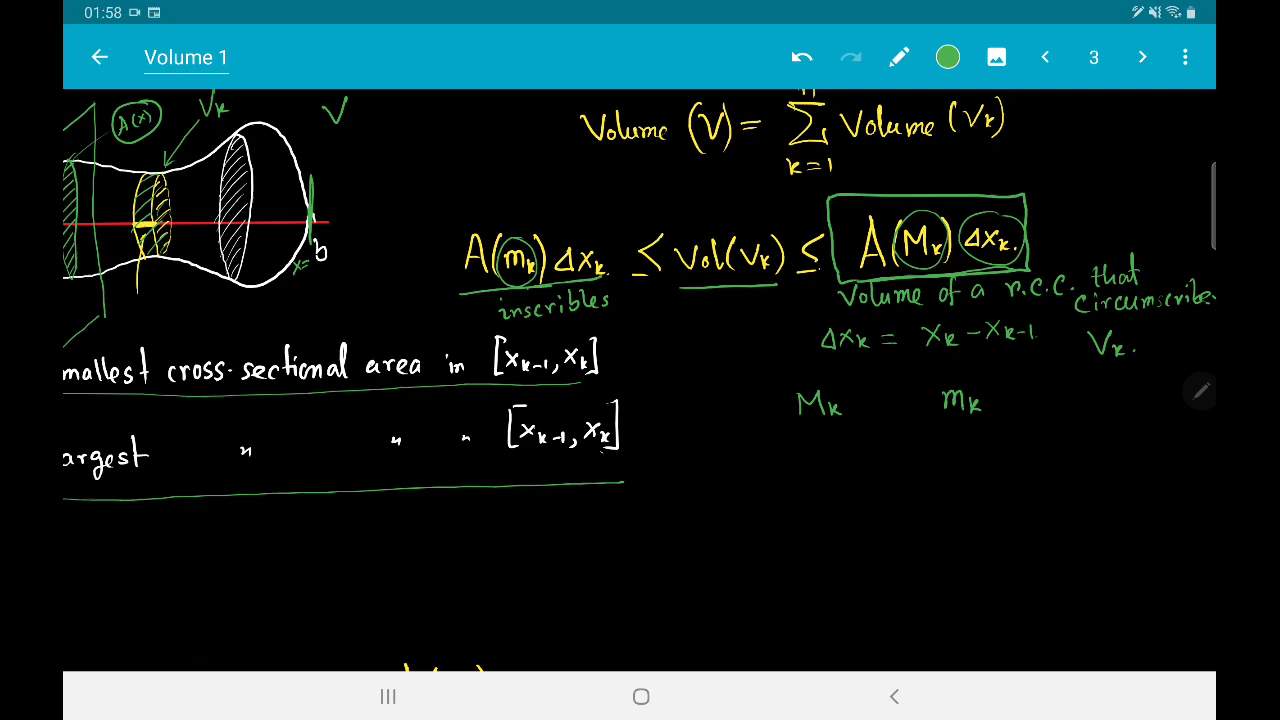 01:58
Volume 1
3
A(x)
Vk
V
Volume (V) = ∑ Volume (Vk)
k=1
b
x=
A(mk) Δxk ≤ Vol(Vk) ≤ A(Mk) Δxk.
inscribles
Volume of a r.c.c. that
circumscribe
Δxk = xk - xk-1
Vk.
mallest cross-sectional area in [xk-1, xk]
Mk mk
argest " " " [xk-1, xk]